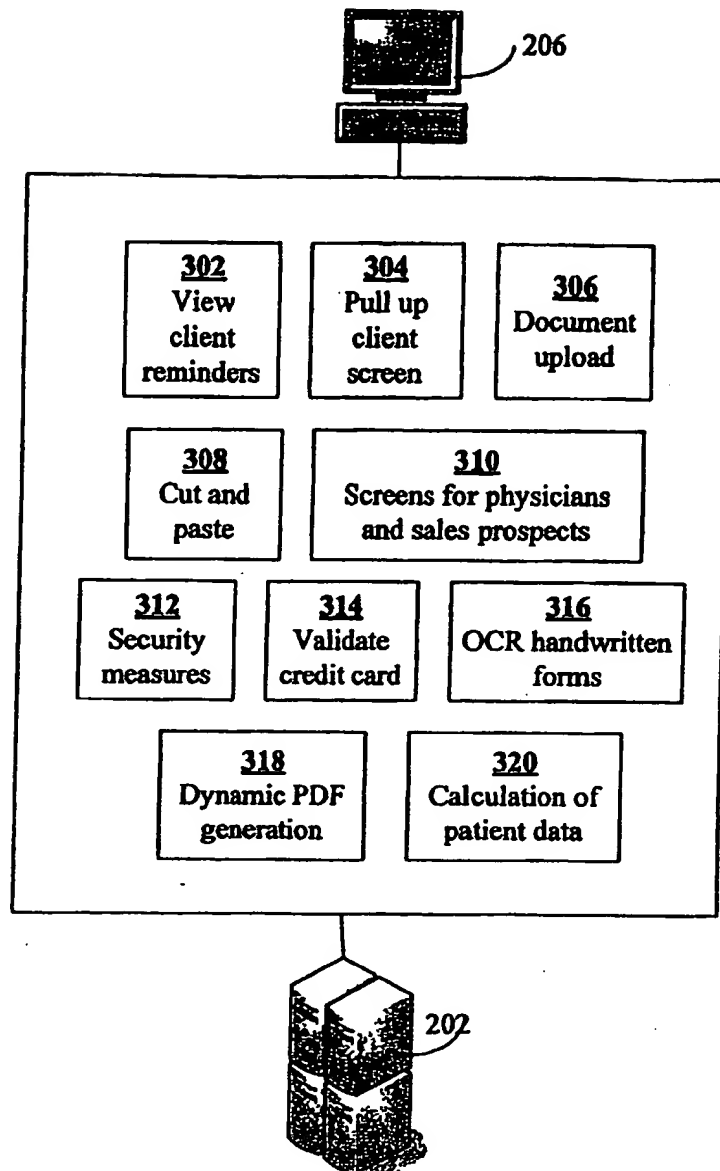 206
302
View
client
reminders
304
Pull up
client
screen
306
Document
upload
308
Cut and
paste
310
Screens for physicians
and sales prospects
312
Security
measures
314
Validate
credit card
316
OCR handwritten
forms
318
Dynamic PDF
generation
320
Calculation of
patient data
202